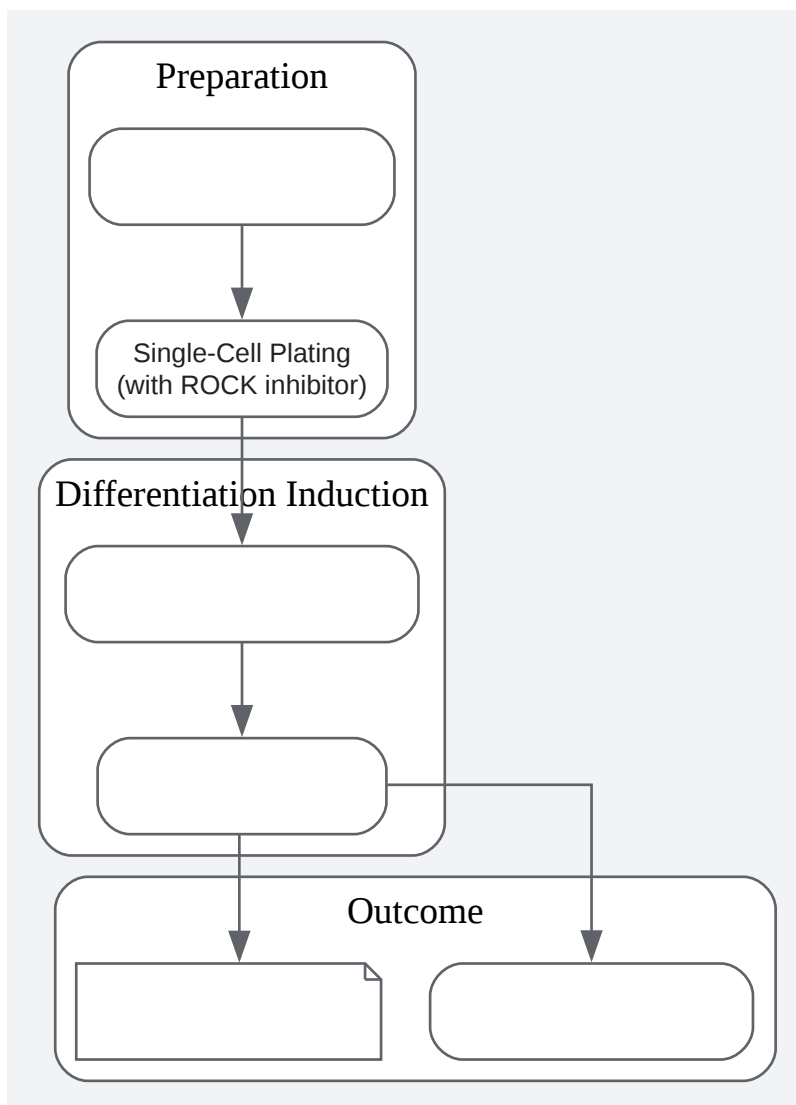 Preparation
Single-Cell Plating
(with ROCK inhibitor)
Differentiation Induction
Outcome